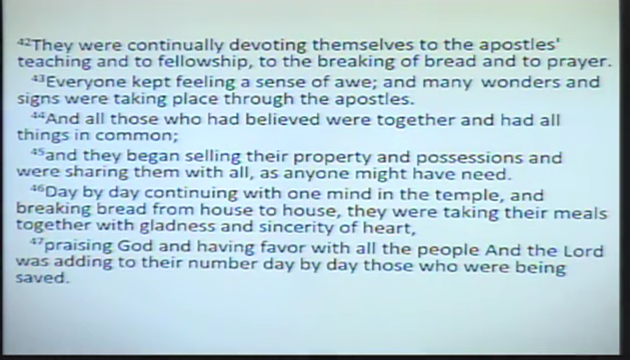 ⁴²They were continually devoting themselves to the apostles'
teaching and to fellowship, to the breaking of bread and to prayer.
⁴³Everyone kept feeling a sense of awe; and many wonders and
signs were taking place through the apostles.
⁴⁴And all those who had believed were together and had all
things in common;
⁴⁵and they began selling their property and possessions and
were sharing them with all, as anyone might have need.
⁴⁶Day by day continuing with one mind in the temple, and
breaking bread from house to house, they were taking their meals
together with gladness and sincerity of heart,
⁴⁷praising God and having favor with all the people And the Lord
was adding to their number day by day those who were being
saved.